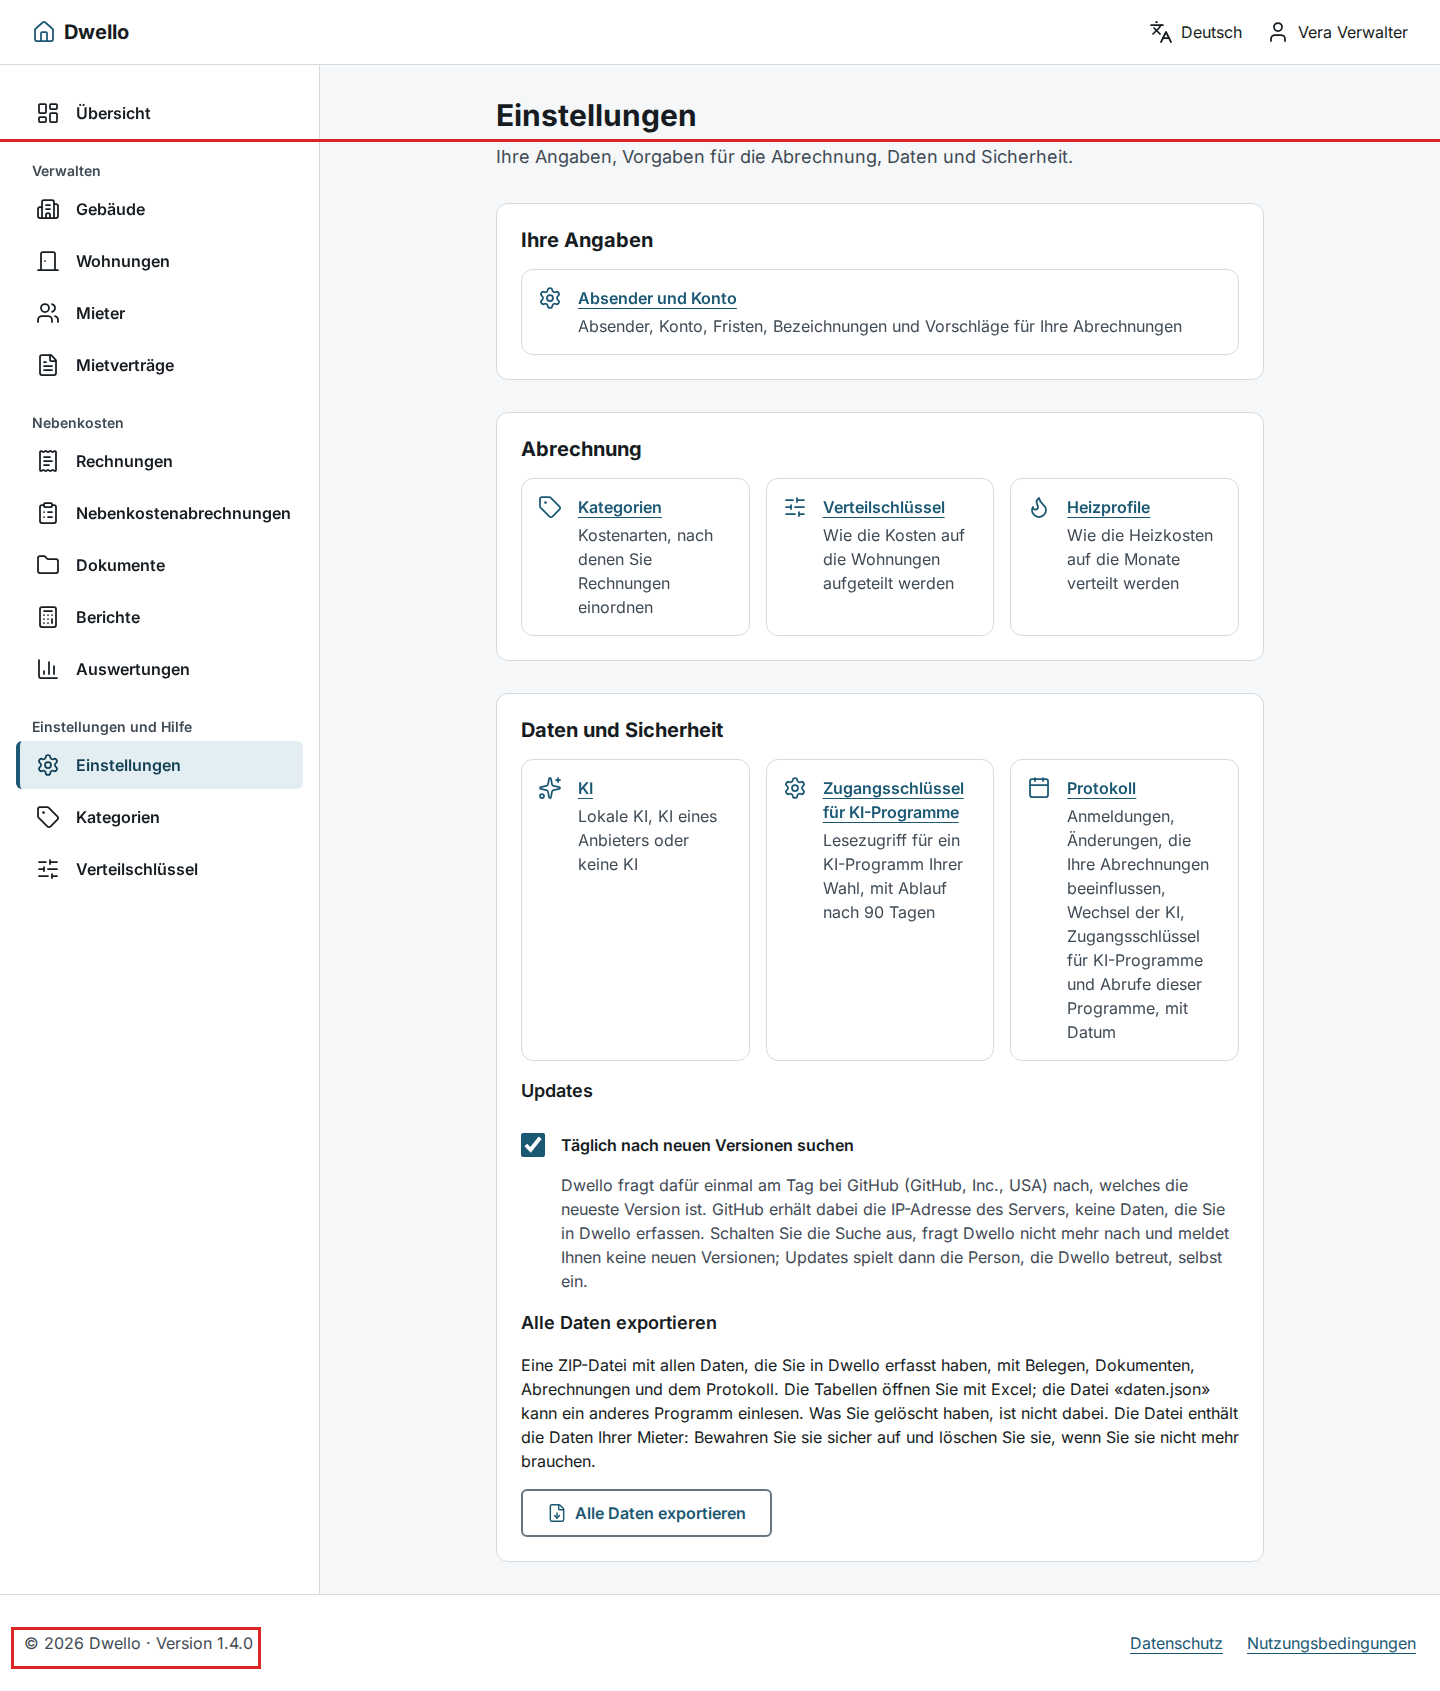 Dwello
Deutsch
Vera Verwalter
Übersicht
Verwalten
Gebäude
Wohnungen
Mieter
Mietverträge
Nebenkosten
Rechnungen
Nebenkostenabrechnungen
Dokumente
Berichte
Auswertungen
Einstellungen und Hilfe
Einstellungen
Kategorien
Verteilschlüssel
Einstellungen
Ihre Angaben, Vorgaben für die Abrechnung, Daten und Sicherheit.
Ihre Angaben
Absender und Konto
Absender, Konto, Fristen, Bezeichnungen und Vorschläge für Ihre Abrechnungen
Abrechnung
Kategorien
Kostenarten, nach
denen Sie
Rechnungen
einordnen
Verteilschlüssel
Wie die Kosten auf
die Wohnungen
aufgeteilt werden
Heizprofile
Wie die Heizkosten
auf die Monate
verteilt werden
Daten und Sicherheit
KI
Lokale KI, KI eines
Anbieters oder
keine KI
Zugangsschlüssel
für KI-Programme
Lesezugriff für ein
KI-Programm Ihrer
Wahl, mit Ablauf
nach 90 Tagen
Protokoll
Anmeldungen,
Änderungen, die
Ihre Abrechnungen
beeinflussen,
Wechsel der KI,
Zugangsschlüssel
für KI-Programme
und Abrufe dieser
Programme, mit
Datum
Updates
Täglich nach neuen Versionen suchen
Dwello fragt dafür einmal am Tag bei GitHub (GitHub, Inc., USA) nach, welches die
neueste Version ist. GitHub erhält dabei die IP-Adresse des Servers, keine Daten, die Sie
in Dwello erfassen. Schalten Sie die Suche aus, fragt Dwello nicht mehr nach und meldet
Ihnen keine neuen Versionen; Updates spielt dann die Person, die Dwello betreut, selbst
ein.
Alle Daten exportieren
Eine ZIP-Datei mit allen Daten, die Sie in Dwello erfasst haben, mit Belegen, Dokumenten,
Abrechnungen und dem Protokoll. Die Tabellen öffnen Sie mit Excel; die Datei «daten.json»
kann ein anderes Programm einlesen. Was Sie gelöscht haben, ist nicht dabei. Die Datei enthält
die Daten Ihrer Mieter: Bewahren Sie sie sicher auf und löschen Sie sie, wenn Sie sie nicht mehr
brauchen.
Alle Daten exportieren
© 2026 Dwello · Version 1.4.0
Datenschutz
Nutzungsbedingungen